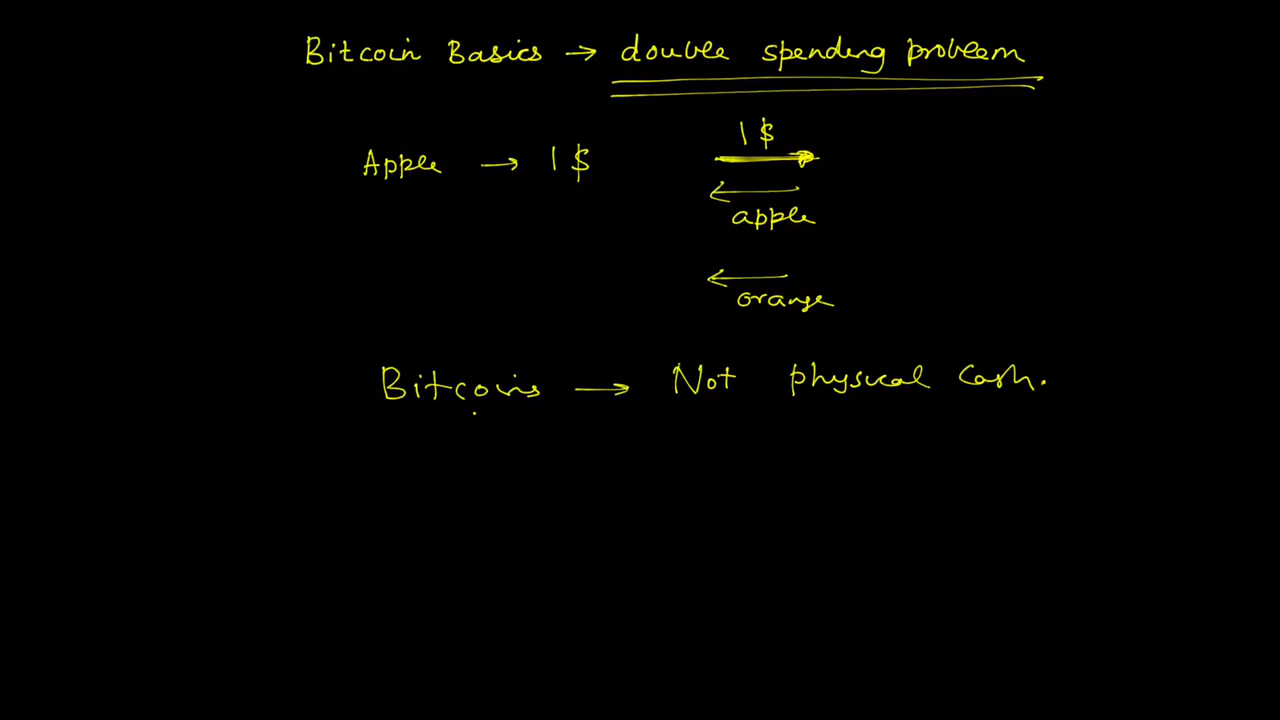 Bitcoin Basics → double spending problem
1 $
Apple → 1 $
apple
orange
Bitcoins → Not physical cash.